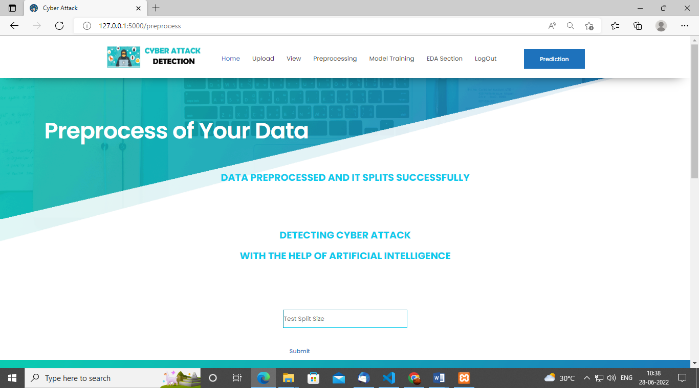 Cyber Attack
127.0.0.1:5000/preprocess
CYBER ATTACK
DETECTION
Home
Upload
View
Preprocessing
Model Training
EDA Section
LogOut
Prediction
Preprocess of Your Data
DATA PREPROCESSED AND IT SPLITS SUCCESSFULLY
DETECTING CYBER ATTACK
WITH THE HELP OF ARTIFICIAL INTELLIGENCE
Test Split Size
Submit
Type here to search
30°C
ENG
10:38
28-06-2022